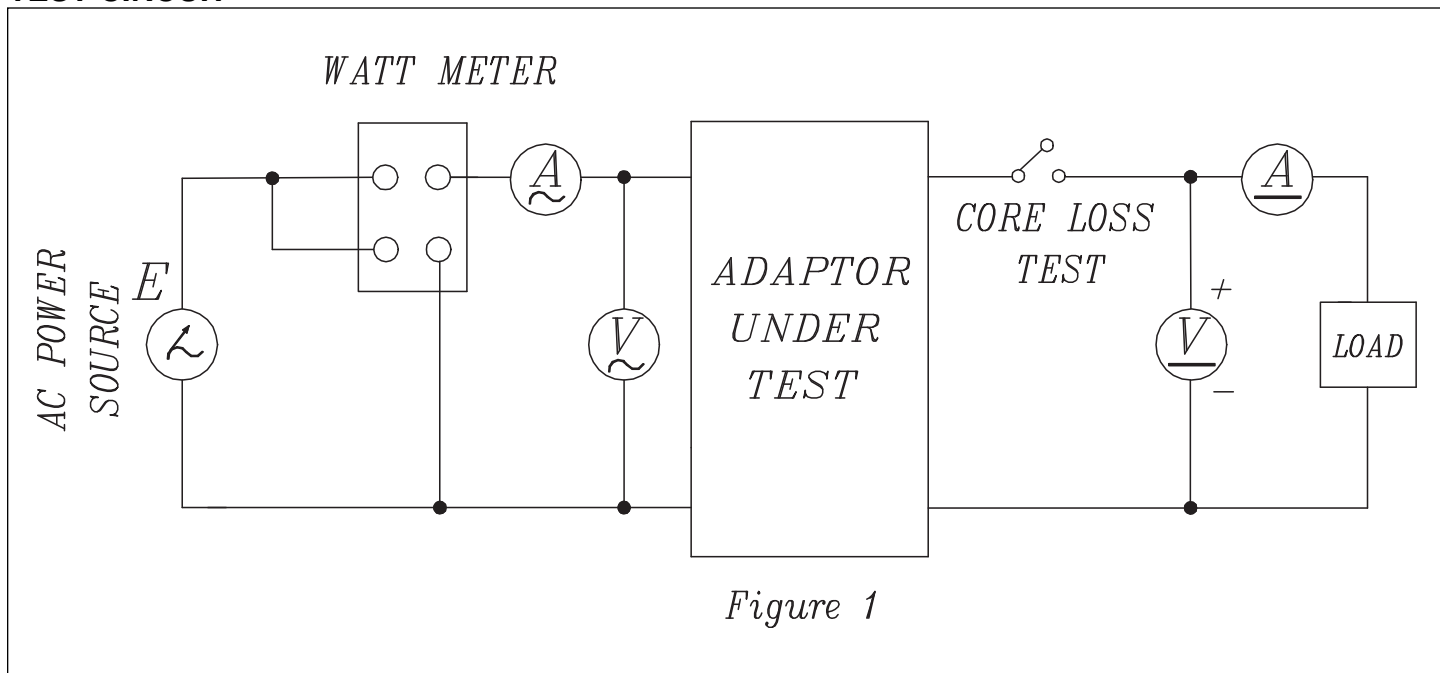 WATT METER
A
A
CORE LOSS
TEST
AC POWER
SOURCE
E
V
ADAPTOR
UNDER
TEST
+
V
−
LOAD
Figure 1